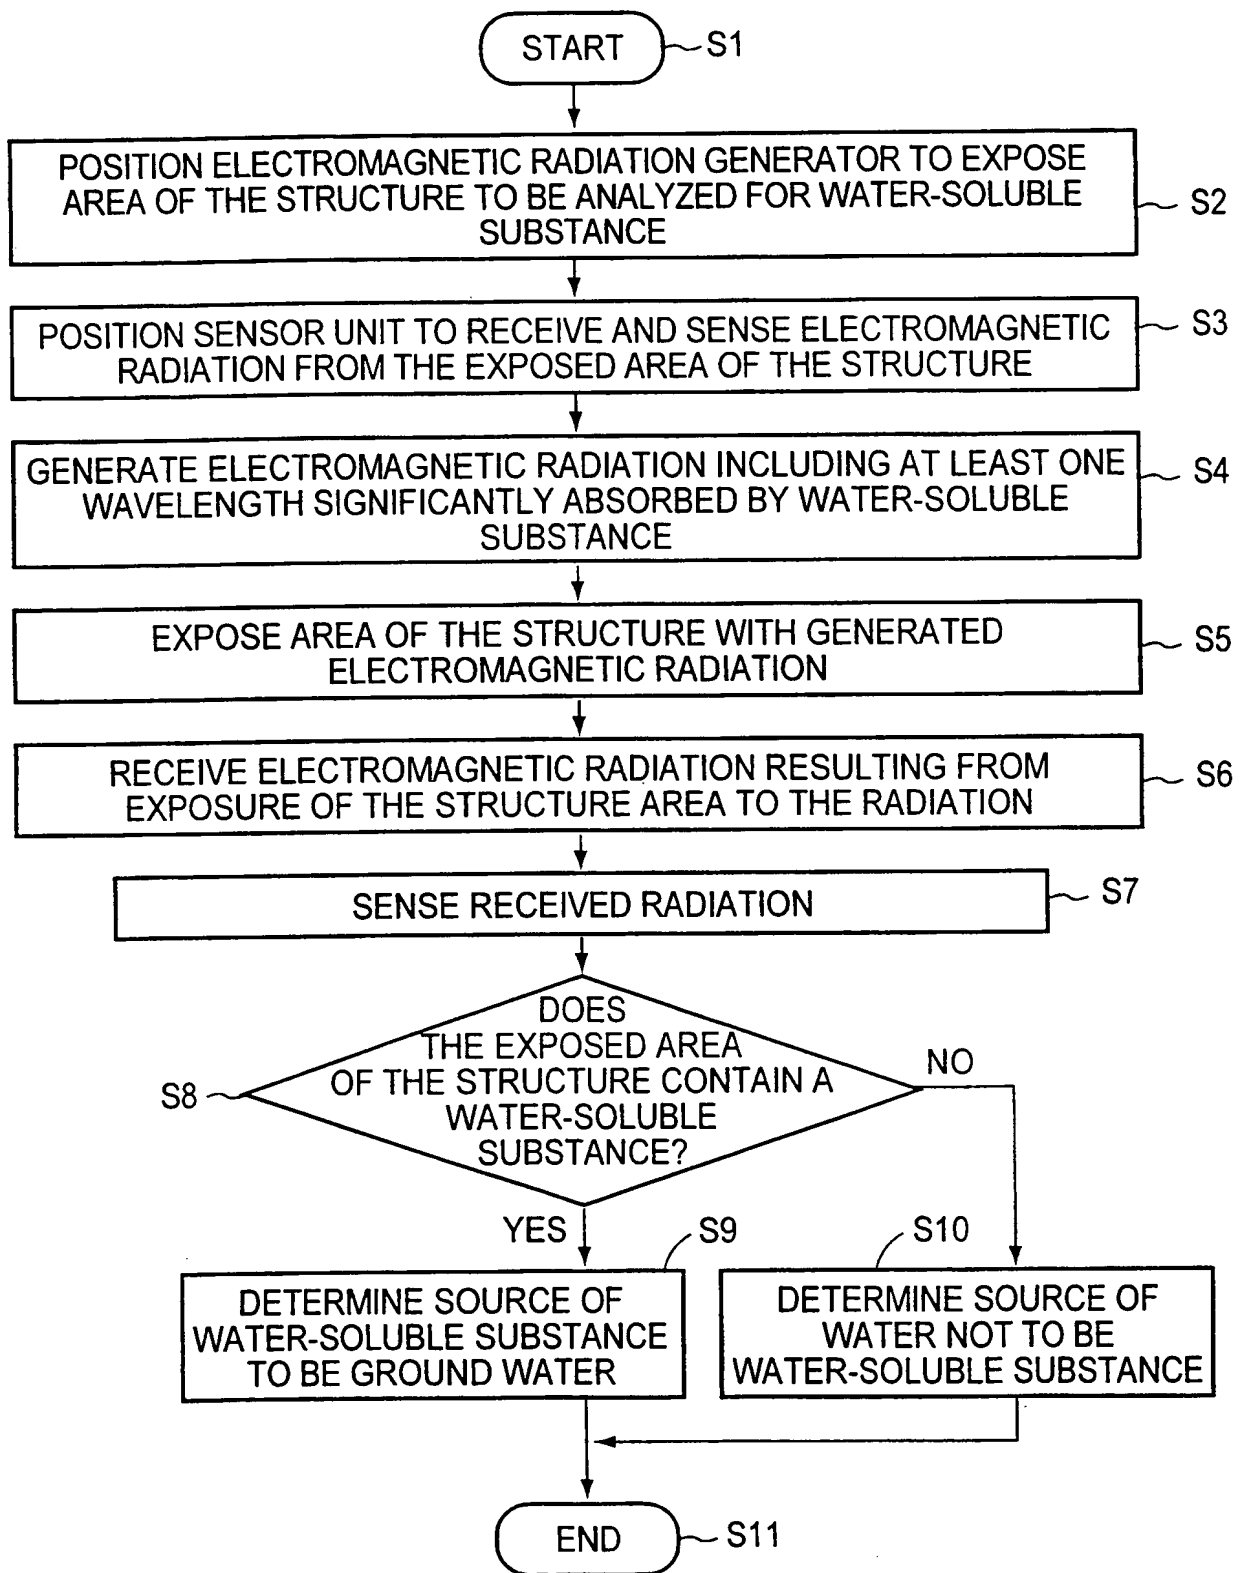 START
S1
POSITION ELECTROMAGNETIC RADIATION GENERATOR TO EXPOSE
AREA OF THE STRUCTURE TO BE ANALYZED FOR WATER-SOLUBLE
SUBSTANCE
S2
POSITION SENSOR UNIT TO RECEIVE AND SENSE ELECTROMAGNETIC
RADIATION FROM THE EXPOSED AREA OF THE STRUCTURE
S3
GENERATE ELECTROMAGNETIC RADIATION INCLUDING AT LEAST ONE
WAVELENGTH SIGNIFICANTLY ABSORBED BY WATER-SOLUBLE
SUBSTANCE
S4
EXPOSE AREA OF THE STRUCTURE WITH GENERATED
ELECTROMAGNETIC RADIATION
S5
RECEIVE ELECTROMAGNETIC RADIATION RESULTING FROM
EXPOSURE OF THE STRUCTURE AREA TO THE RADIATION
S6
SENSE RECEIVED RADIATION
S7
DOES
THE EXPOSED AREA
OF THE STRUCTURE CONTAIN A
WATER-SOLUBLE
SUBSTANCE?
S8
NO
YES
S9
DETERMINE SOURCE OF
WATER-SOLUBLE SUBSTANCE
TO BE GROUND WATER
S10
DETERMINE SOURCE OF
WATER NOT TO BE
WATER-SOLUBLE SUBSTANCE
END
S11